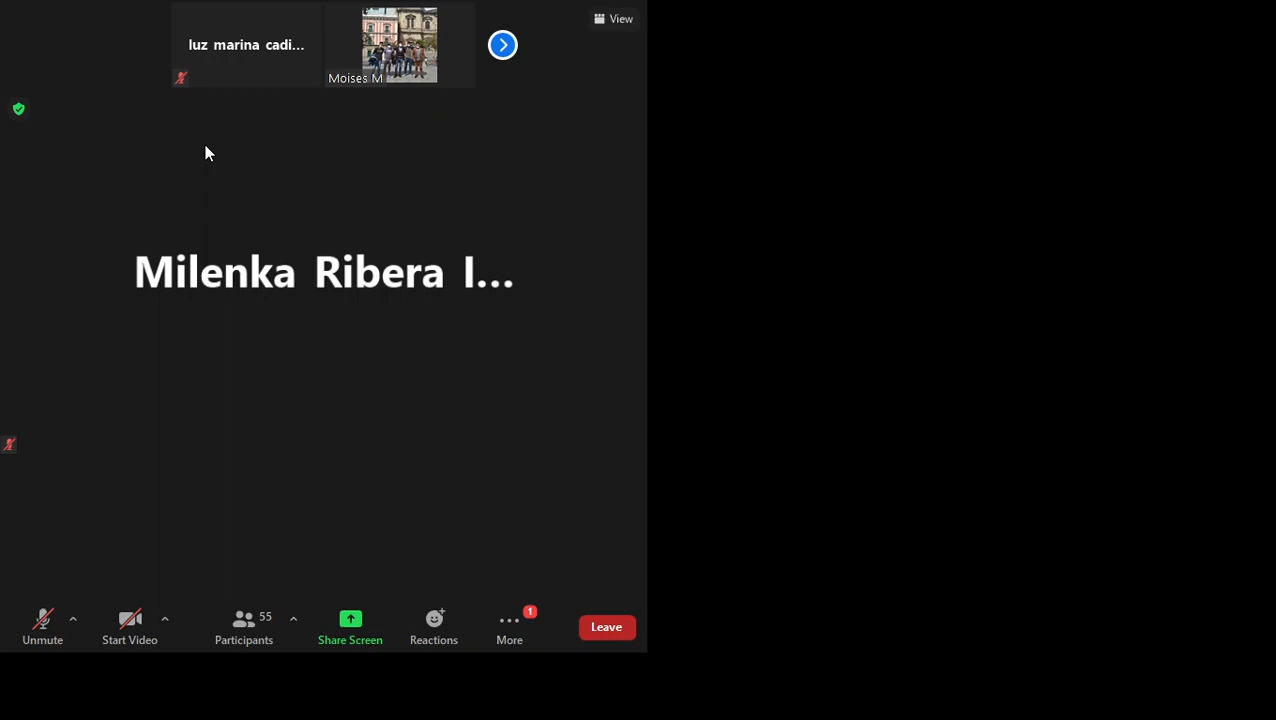 luz marina cadi...
Moises M
View
Milenka Ribera I...
55
1
Unmute
Start Video
Participants
Share Screen
Reactions
More
Leave